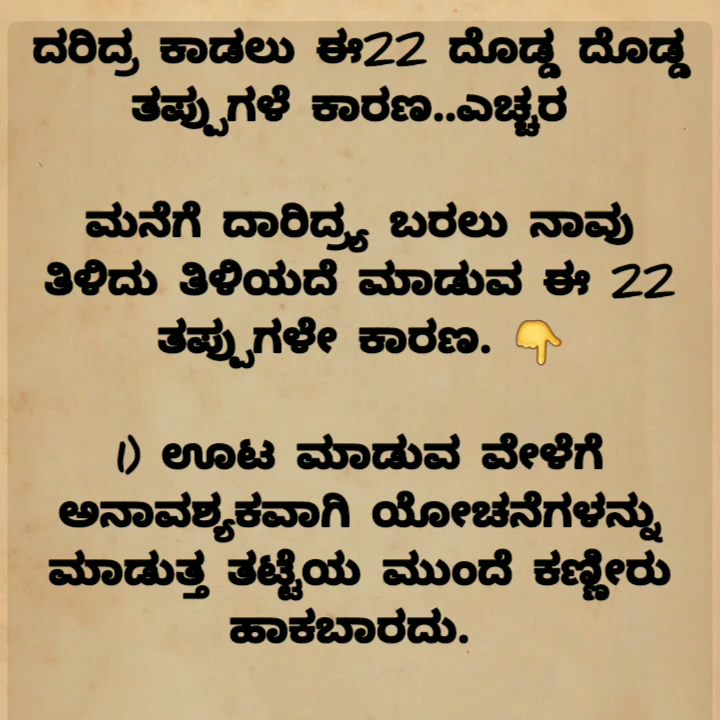 ದರಿದ್ರ ಕಾಡಲು ಈ22 ದೊಡ್ಡ ದೊಡ್ಡ
ತಪ್ಪುಗಳೆ ಕಾರಣ..ಎಚ್ಚರ
ಮನೆಗೆ ದಾರಿದ್ರ್ಯ ಬರಲು ನಾವು
ತಿಳಿದು ತಿಳಿಯದೆ ಮಾಡುವ ಈ 22
ತಪ್ಪುಗಳೇ ಕಾರಣ. 👇
1) ಊಟ ಮಾಡುವ ವೇಳೆಗೆ
ಅನಾವಶ್ಯಕವಾಗಿ ಯೋಚನೆಗಳನ್ನು
ಮಾಡುತ್ತ ತಟ್ಟೆಯ ಮುಂದೆ ಕಣ್ಣೀರು
ಹಾಕಬಾರದು.